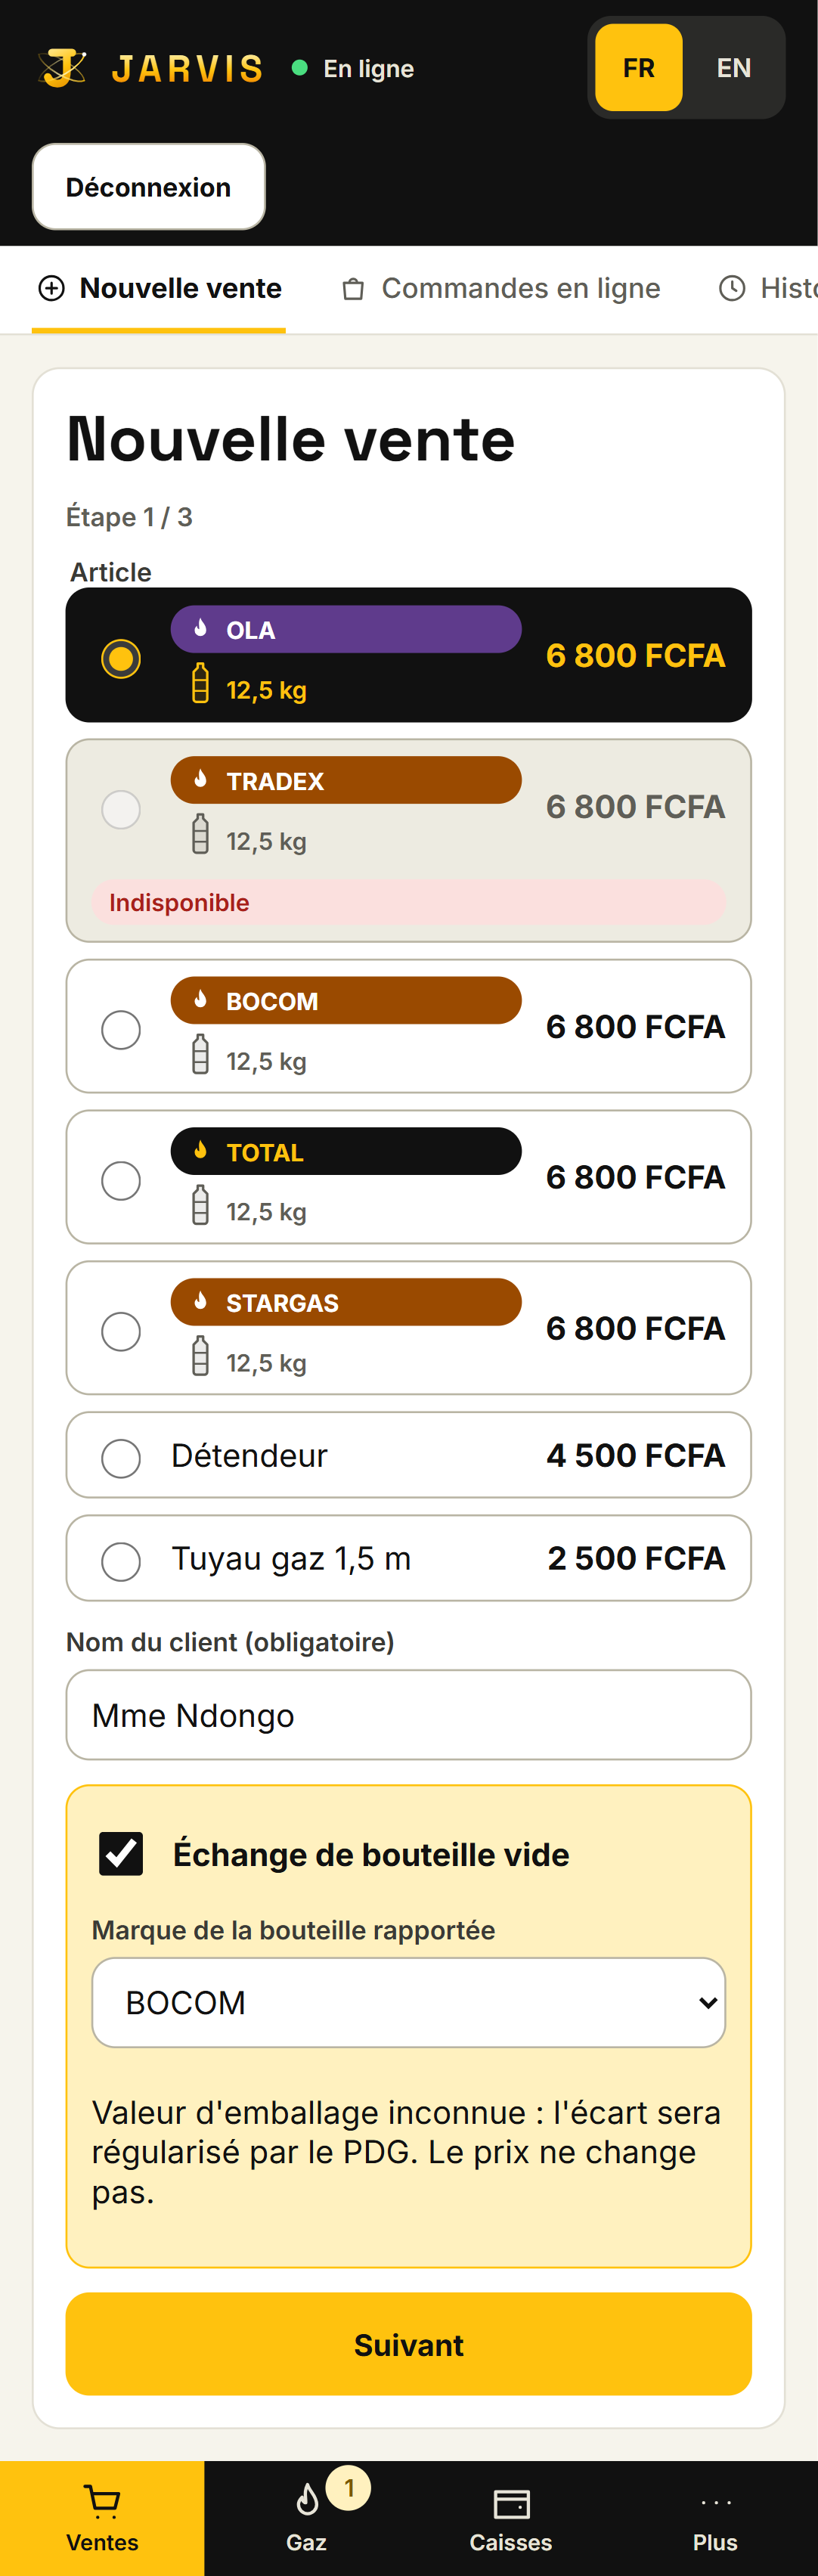 JARVIS
En ligne
FR
EN
Déconnexion
Nouvelle vente
Commandes en ligne
Histo
Nouvelle vente
Étape 1 / 3
Article
OLA
12,5 kg
6 800 FCFA
TRADEX
12,5 kg
6 800 FCFA
Indisponible
BOCOM
12,5 kg
6 800 FCFA
TOTAL
12,5 kg
6 800 FCFA
STARGAS
12,5 kg
6 800 FCFA
Détendeur
4 500 FCFA
Tuyau gaz 1,5 m
2 500 FCFA
Nom du client (obligatoire)
Mme Ndongo
Échange de bouteille vide
Marque de la bouteille rapportée
BOCOM
Valeur d'emballage inconnue : l'écart sera
régularisé par le PDG. Le prix ne change
pas.
Suivant
Ventes
1
Gaz
Caisses
Plus